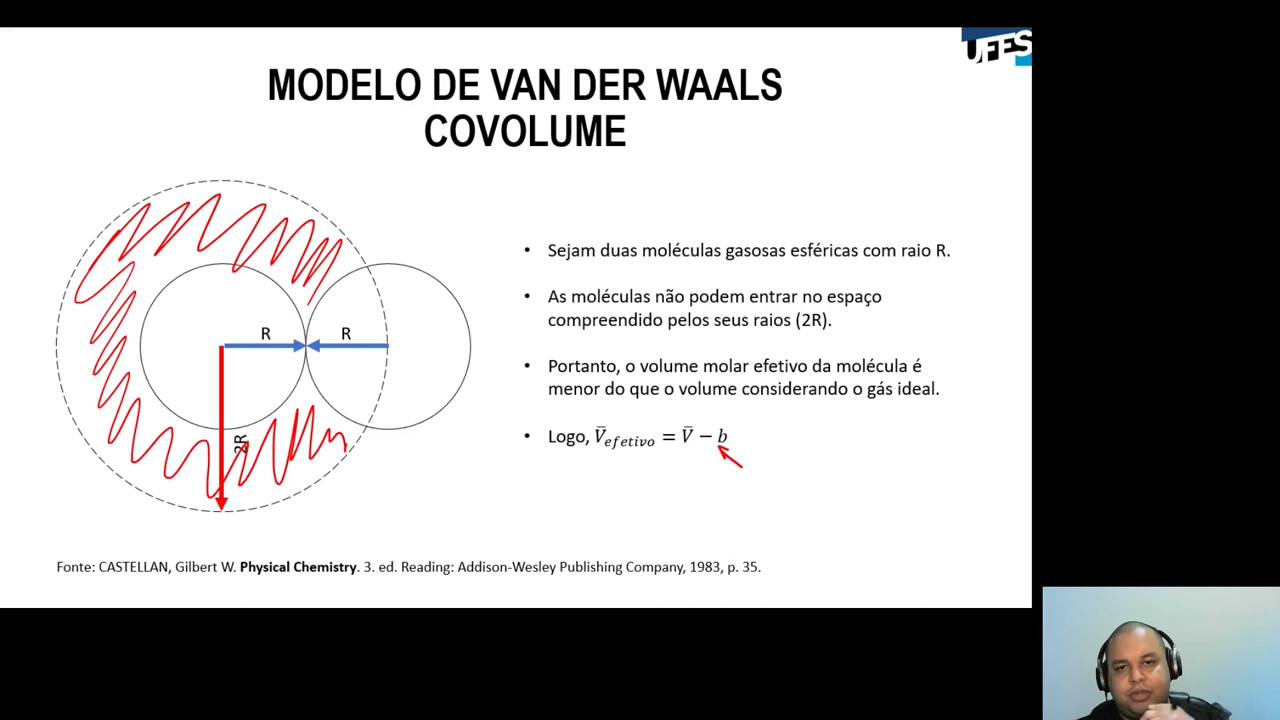 UFES
MODELO DE VAN DER WAALS
COVOLUME
R
R
2R
• Sejam duas moléculas gasosas esféricas com raio R.
• As moléculas não podem entrar no espaço
compreendido pelos seus raios (2R).
• Portanto, o volume molar efetivo da molécula é
menor do que o volume considerando o gás ideal.
• Logo, V̄ₑfₑₜᵢᵥₒ = V̄ − b
Fonte: CASTELLAN, Gilbert W. Physical Chemistry. 3. ed. Reading: Addison-Wesley Publishing Company, 1983, p. 35.